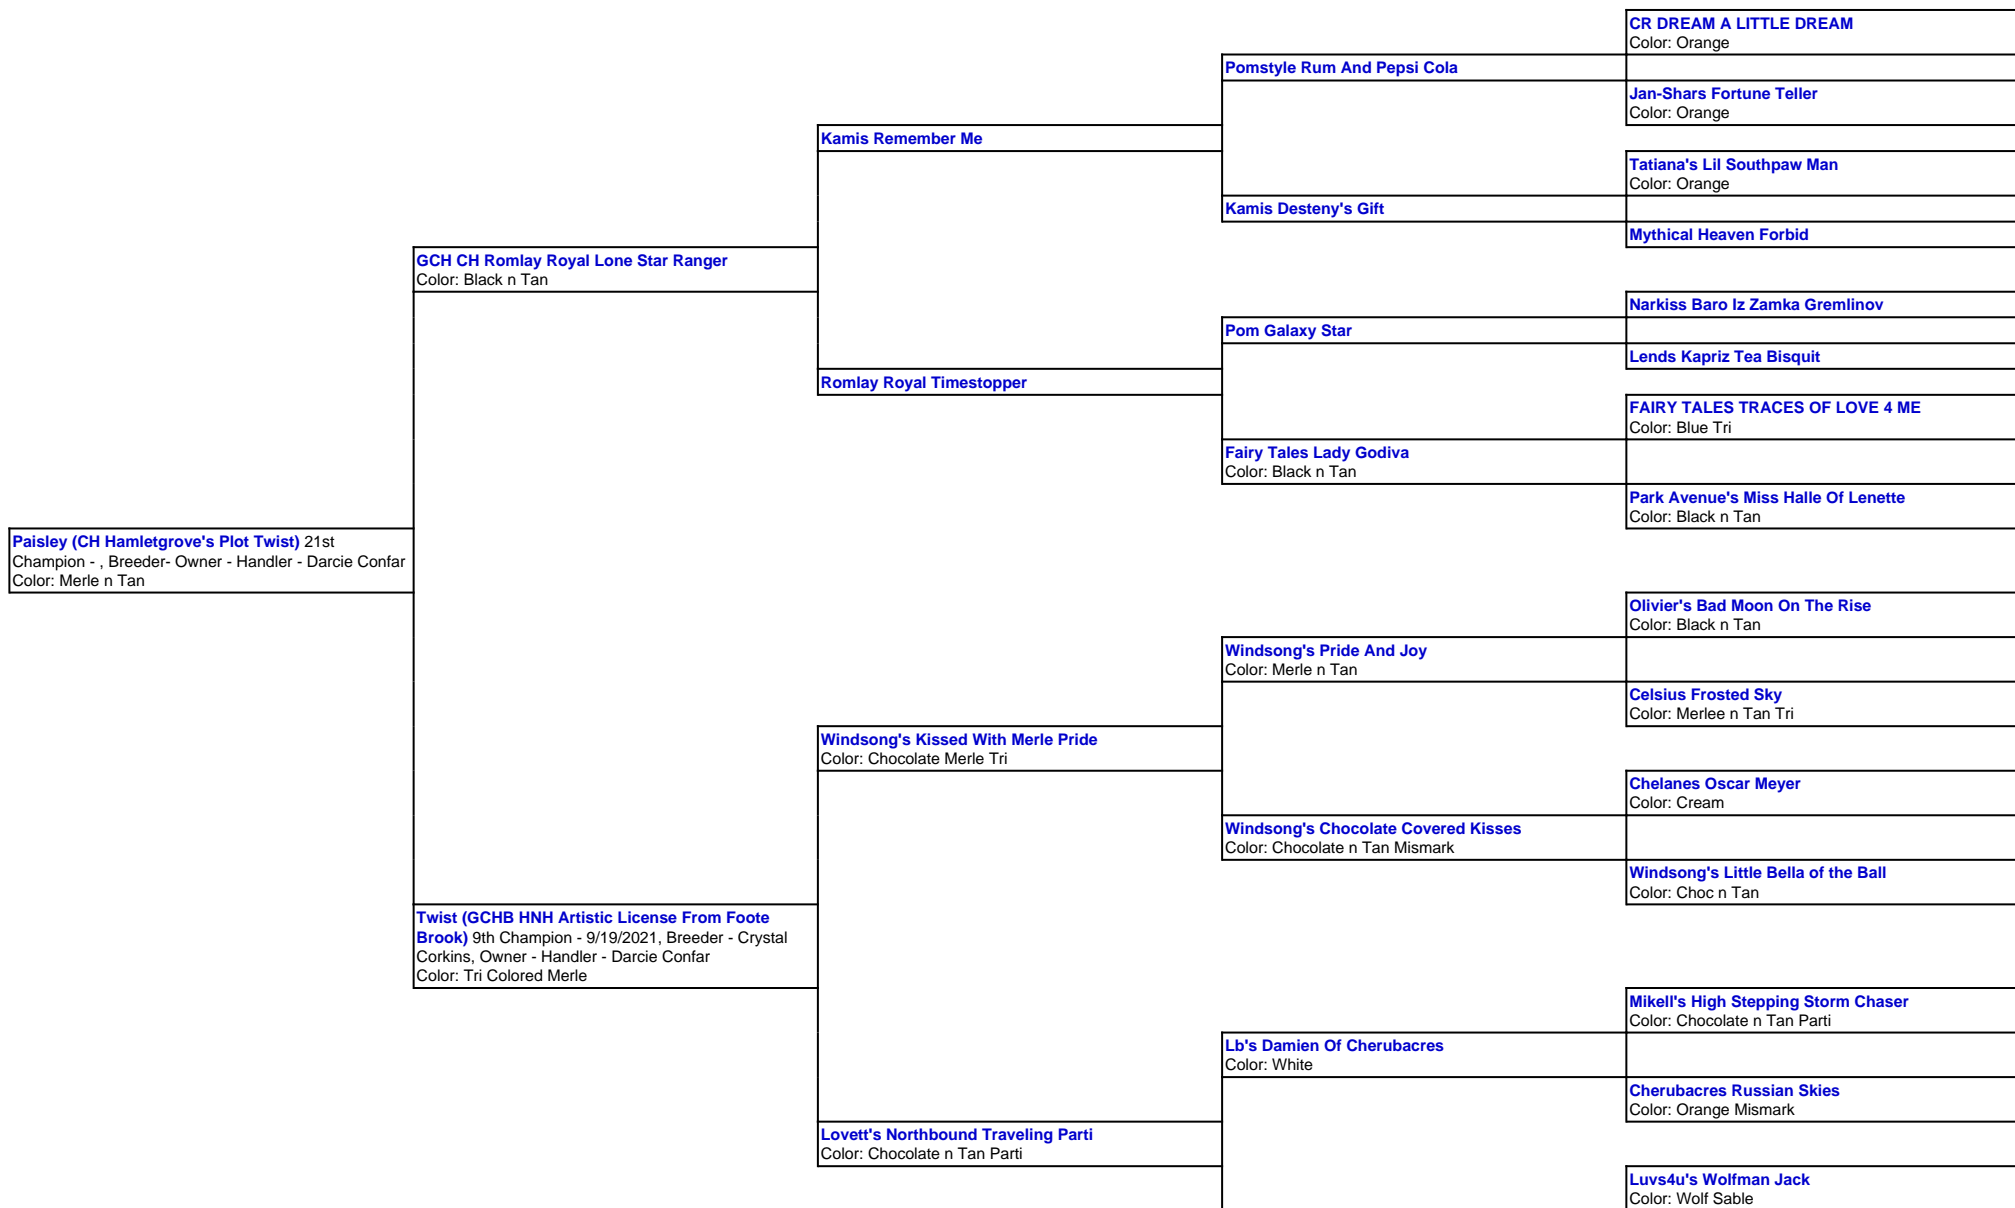 CR DREAM A LITTLE DREAM
Color: Orange
Pomstyle Rum And Pepsi Cola
Jan-Shars Fortune Teller
Color: Orange
Kamis Remember Me
Tatiana's Lil Southpaw Man
Color: Orange
Kamis Desteny's Gift
Mythical Heaven Forbid
GCH CH Romlay Royal Lone Star Ranger
Color: Black n Tan
Narkiss Baro Iz Zamka Gremlinov
Pom Galaxy Star
Lends Kapriz Tea Bisquit
Romlay Royal Timestopper
FAIRY TALES TRACES OF LOVE 4 ME
Color: Blue Tri
Fairy Tales Lady Godiva
Color: Black n Tan
Park Avenue's Miss Halle Of Lenette
Color: Black n Tan
Paisley (CH Hamletgrove's Plot Twist) 21st
Champion - , Breeder- Owner - Handler - Darcie Confar
Color: Merle n Tan
Olivier's Bad Moon On The Rise
Color: Black n Tan
Windsong's Pride And Joy
Color: Merle n Tan
Celsius Frosted Sky
Color: Merlee n Tan Tri
Windsong's Kissed With Merle Pride
Color: Chocolate Merle Tri
Chelanes Oscar Meyer
Color: Cream
Windsong's Chocolate Covered Kisses
Color: Chocolate n Tan Mismark
Windsong's Little Bella of the Ball
Color: Choc n Tan
Twist (GCHB HNH Artistic License From Foote
Brook) 9th Champion - 9/19/2021, Breeder - Crystal
Corkins, Owner - Handler - Darcie Confar
Color: Tri Colored Merle
Mikell's High Stepping Storm Chaser
Color: Chocolate n Tan Parti
Lb's Damien Of Cherubacres
Color: White
Cherubacres Russian Skies
Color: Orange Mismark
Lovett's Northbound Traveling Parti
Color: Chocolate n Tan Parti
Luvs4u's Wolfman Jack
Color: Wolf Sable